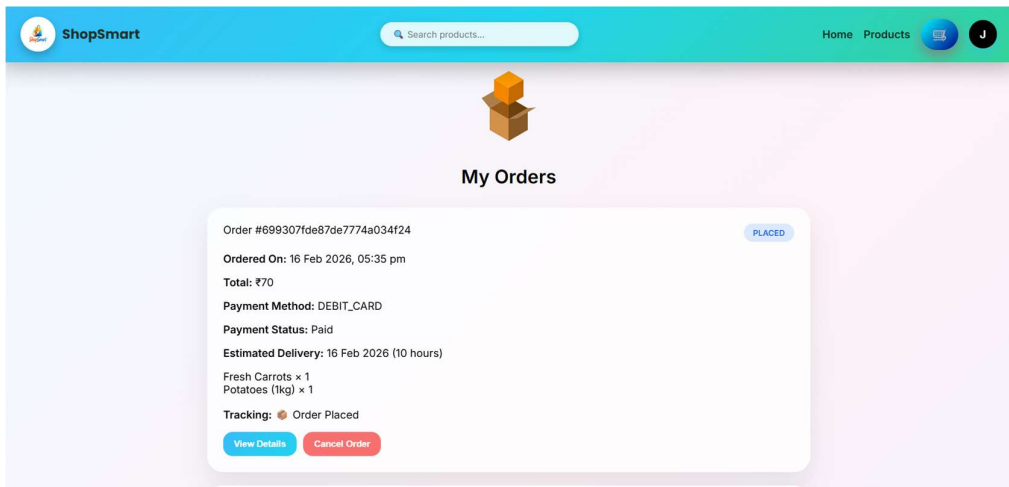 ShopSmart
Search products...
Home Products
J
My Orders
Order #699307fde87de7774a034f24
PLACED
Ordered On: 16 Feb 2026, 05:35 pm
Total: ₹70
Payment Method: DEBIT_CARD
Payment Status: Paid
Estimated Delivery: 16 Feb 2026 (10 hours)
Fresh Carrots × 1
Potatoes (1kg) × 1
Tracking: Order Placed
View Details Cancel Order